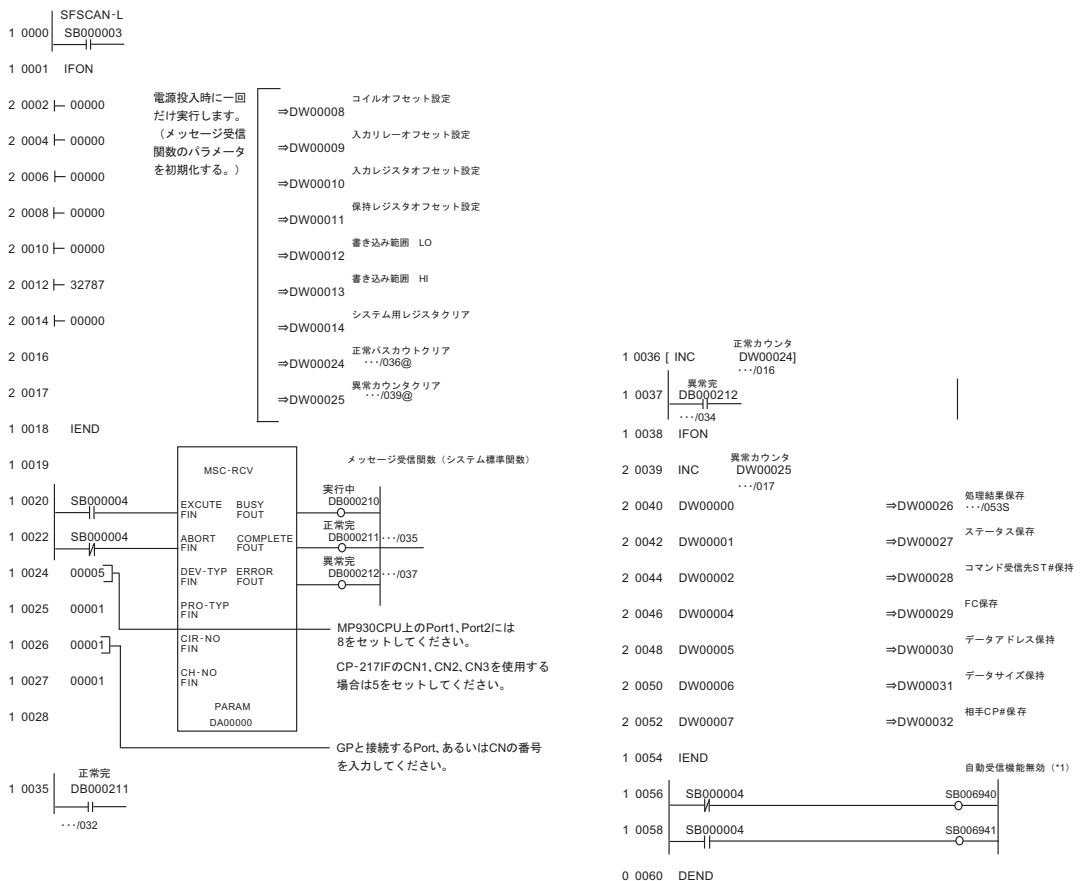 SFSCAN-L
1 0000 SB000003
1 0001 IFON
電源投入時に一回
だけ実行します。
（メッセージ受信
関数のパラメータ
を初期化する。）
2 0002 00000 ⇒DW00008 コイルオフセット設定
2 0004 00000 ⇒DW00009 入力リレーオフセット設定
2 0006 00000 ⇒DW00010 入力レジスタオフセット設定
2 0008 00000 ⇒DW00011 保持レジスタオフセット設定
2 0010 00000 ⇒DW00012 書き込み範囲 LO
2 0012 32787 ⇒DW00013 書き込み範囲 HI
2 0014 00000 ⇒DW00014 システム用レジスタクリア
2 0016 ⇒DW00024 正常パスカウトクリア
･･･/036@
2 0017 ⇒DW00025 異常カウンタクリア
･･･/039@
1 0018 IEND
1 0019 MSC-RCV メッセージ受信関数（システム標準関数）
実行中
1 0020 SB000004 EXCUTE BUSY DB000210
FIN FOUT
正常完
1 0022 SB000004 ABORT COMPLETE DB000211 ･･･/035
FIN FOUT
異常完
1 0024 00005 DEV-TYP ERROR DB000212 ･･･/037
FIN FOUT
1 0025 00001 PRO-TYP
FIN
1 0026 00001 CIR-NO
FIN
1 0027 00001 CH-NO
FIN
1 0028 PARAM
DA00000
MP930CPU上のPort1、Port2には
8をセットしてください。
CP-217IFのCN1、CN2、CN3を使用する
場合は5をセットしてください。
GPと接続するPort、あるいはCNの番号
を入力してください。
正常完
1 0035 DB000211
･･･/032
正常カウンタ
1 0036 [ INC DW00024]
･･･/016
異常完
1 0037 DB000212
･･･/034
1 0038 IFON
異常カウンタ
2 0039 INC DW00025
･･･/017
2 0040 DW00000 ⇒DW00026 処理結果保存
･･･/053S
2 0042 DW00001 ⇒DW00027 ステータス保存
2 0044 DW00002 ⇒DW00028 コマンド受信先ST#保持
2 0046 DW00004 ⇒DW00029 FC保存
2 0048 DW00005 ⇒DW00030 データアドレス保持
2 0050 DW00006 ⇒DW00031 データサイズ保持
2 0052 DW00007 ⇒DW00032 相手CP#保存
1 0054 IEND
自動受信機能無効（*1）
1 0056 SB000004 SB006940
1 0058 SB000004 SB006941
0 0060 DEND